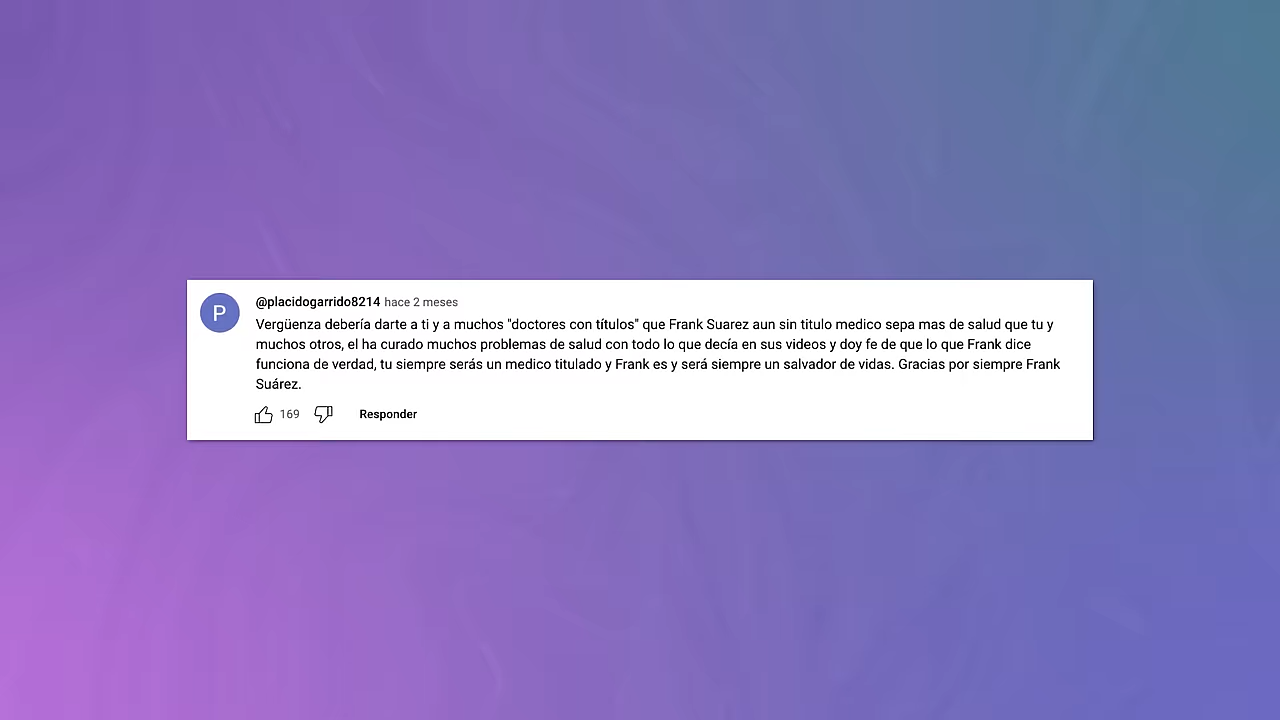 P
@placidogarrido8214 hace 2 meses
Vergüenza debería darte a ti y a muchos "doctores con títulos" que Frank Suarez aun sin titulo medico sepa mas de salud que tu y
muchos otros, el ha curado muchos problemas de salud con todo lo que decía en sus videos y doy fe de que lo que Frank dice
funciona de verdad, tu siempre serás un medico titulado y Frank es y será siempre un salvador de vidas. Gracias por siempre Frank
Suárez.
169 Responder